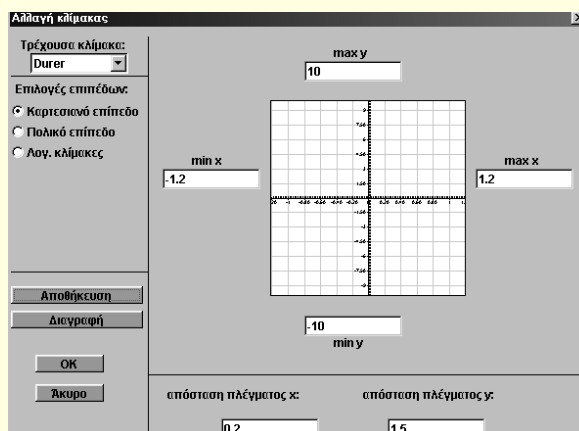 Αλλαγή κλίμακας
Τρέχουσα κλίμακα:
Durer
Επιλογές επιπέδων:
Καρτεσιανό επίπεδο
Πολικό επίπεδο
Λογ. κλίμακες
Αποθήκευση
Διαγραφή
OK
Άκυρο
max y
10
min x
-1.2
max x
1.2
-10
min y
απόσταση πλέγματος x:
απόσταση πλέγματος y:
0.2
1.5